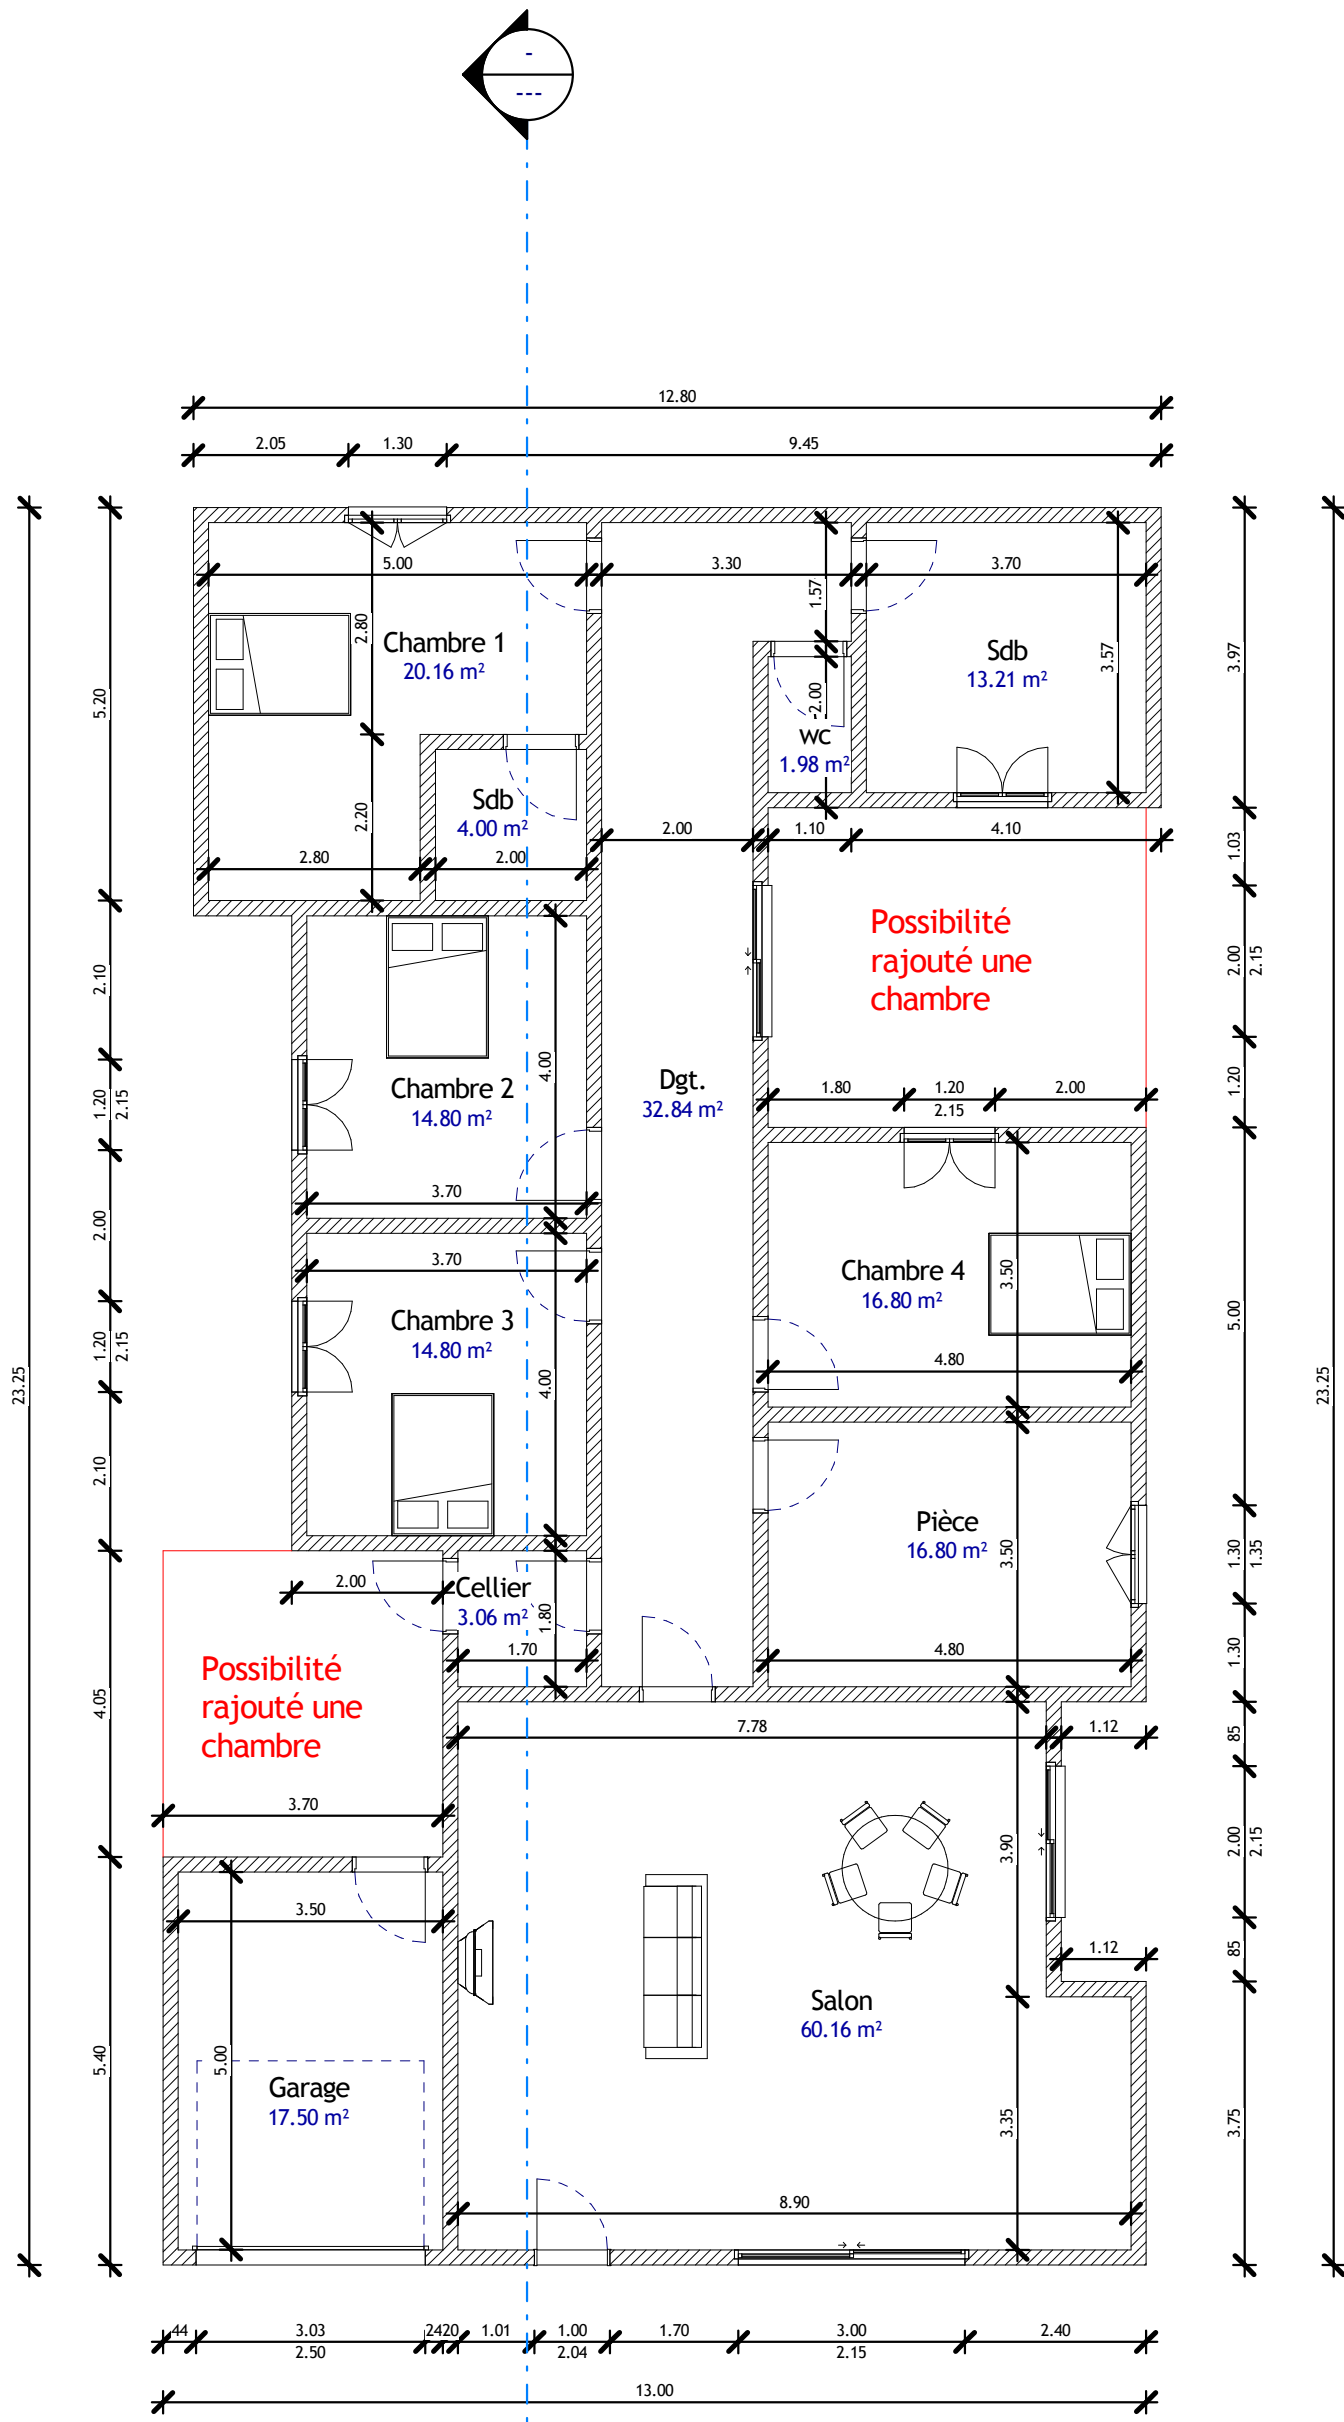 -
---
12.80
2.05
1.30
9.45
5.00
3.30
3.70
1.57
2.80
Chambre 1
20.16 m²
Sdb
13.21 m²
3.57
3.97
5.20
2.00
WC
1.98 m²
Sdb
4.00 m²
2.20
2.80
2.00
2.00
1.10
4.10
1.03
Possibilité
rajouté une
chambre
2.10
2.00
2.15
4.00
Chambre 2
14.80 m²
Dgt.
32.84 m²
1.80
1.20
2.15
2.00
1.20
2.15
1.20
3.70
2.00
3.70
Chambre 4
16.80 m²
3.50
Chambre 3
14.80 m²
5.00
1.20
2.15
4.00
4.80
23.25
23.25
2.10
Pièce
16.80 m²
3.50
1.30
1.35
2.00
Cellier
3.06 m²
1.80
1.70
4.80
1.30
Possibilité
rajouté une
chambre
4.05
7.78
1.12
85
3.70
3.90
2.00
2.15
3.50
1.12
85
Salon
60.16 m²
5.00
5.40
Garage
17.50 m²
3.35
3.75
8.90
44
3.03
2.50
24
20
1.01
1.00
2.04
1.70
3.00
2.15
2.40
13.00